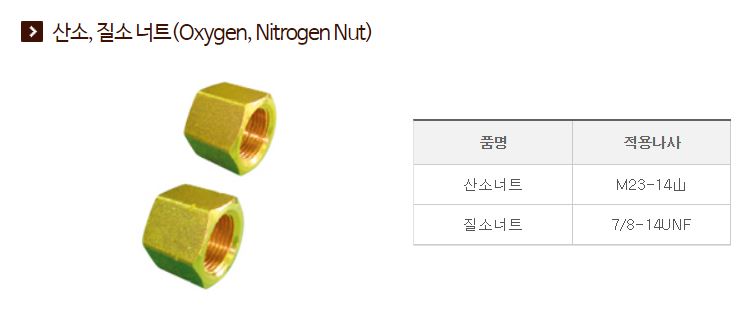 산소, 질소 너트(Oxygen, Nitrogen Nut)
품명 적용나사
산소너트 M23-14山
질소너트 7/8-14UNF